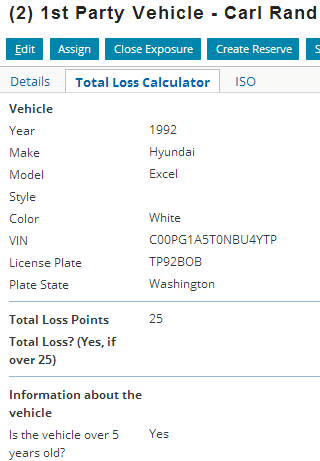 (2) 1st Party Vehicle - Carl Rand
Edit Assign Close Exposure Create Reserve S
Details Total Loss Calculator ISO
Vehicle
Year 1992
Make Hyundai
Model Excel
Style
Color White
VIN C00PG1A5T0NBU4YTP
License Plate TP92BOB
Plate State Washington
Total Loss Points 25
Total Loss? (Yes, if
over 25)
Information about the
vehicle
Is the vehicle over 5 Yes
years old?